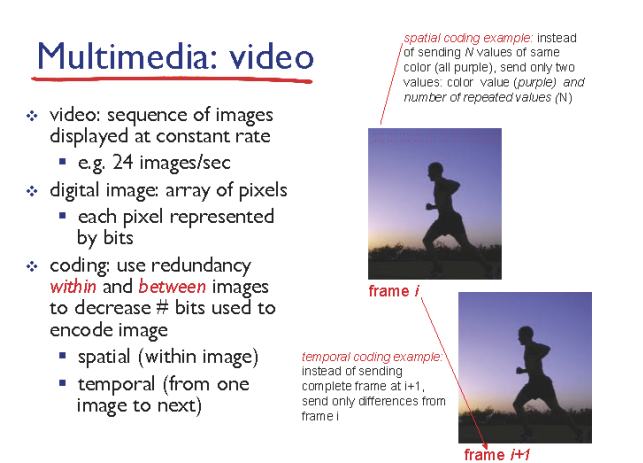 Multimedia: video
video: sequence of images
displayed at constant rate
e.g. 24 images/sec
digital image: array of pixels
each pixel represented
by bits
coding: use redundancy
within and between images
to decrease # bits used to
encode image
spatial (within image)
temporal (from one
image to next)
spatial coding example: instead
of sending N values of same
color (all purple), send only two
values: color value (purple) and
number of repeated values (N)
frame i
temporal coding example:
instead of sending
complete frame at i+1,
send only differences from
frame i
frame i+1